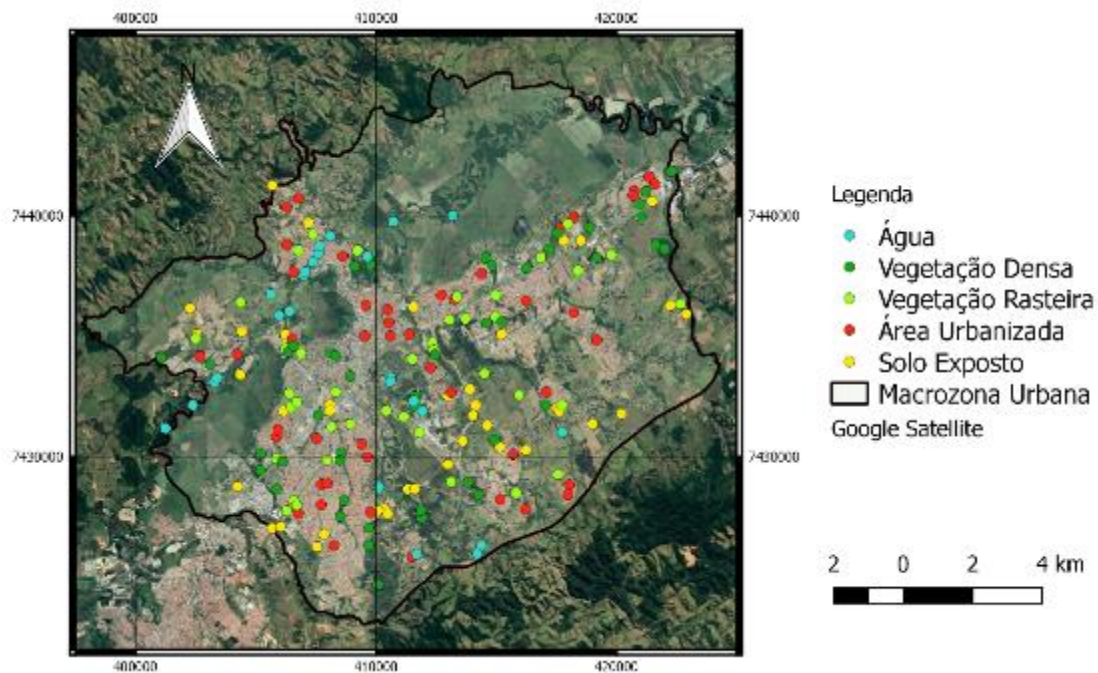 400000 410000 420000
N
7440000 7440000
7430000 7430000
400000 410000 420000
Legenda
Água
Vegetação Densa
Vegetação Rasteira
Área Urbanizada
Solo Exposto
Macrozona Urbana
Google Satellite
2 0 2 4 km